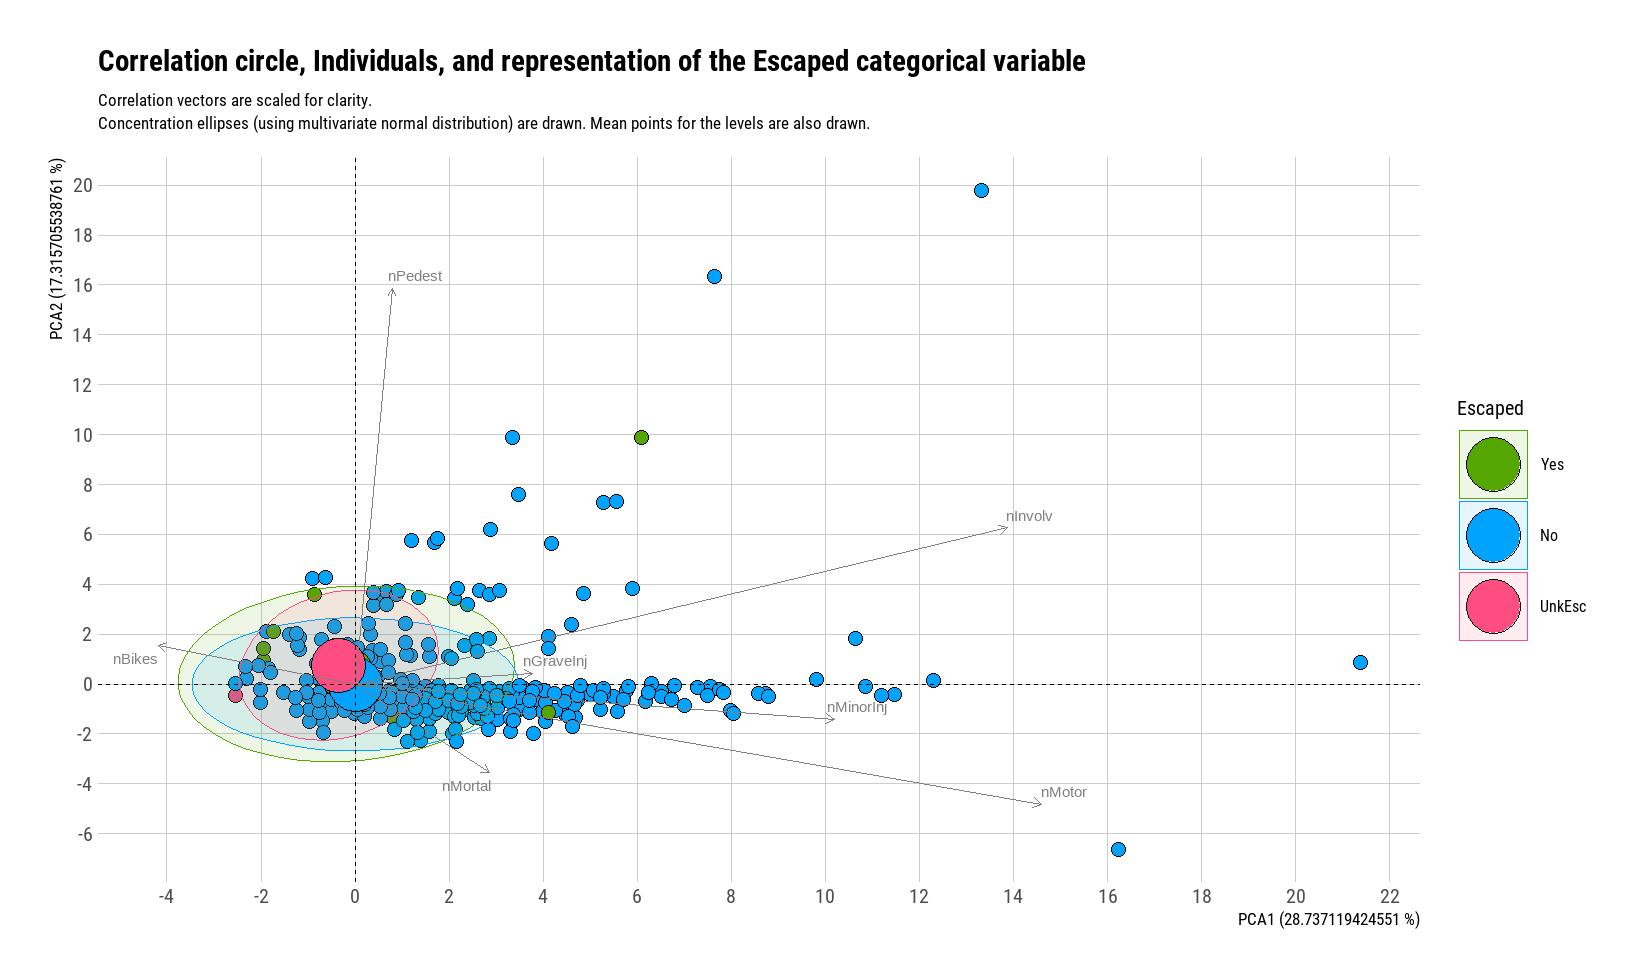 Correlation circle, Individuals, and representation of the Escaped categorical variable
Correlation vectors are scaled for clarity.
Concentration ellipses (using multivariate normal distribution) are drawn. Mean points for the levels are also drawn.
PCA2 (17.315705538761 %)
20
18
16
14
12
10
8
6
4
2
0
-2
-4
-6
nPedest
nInvolv
nBikes
nGraveInj
nMinorInj
nMortal
nMotor
-4
-2
0
2
4
6
8
10
12
14
16
18
20
22
PCA1 (28.737119424551 %)
Escaped
Yes
No
UnkEsc